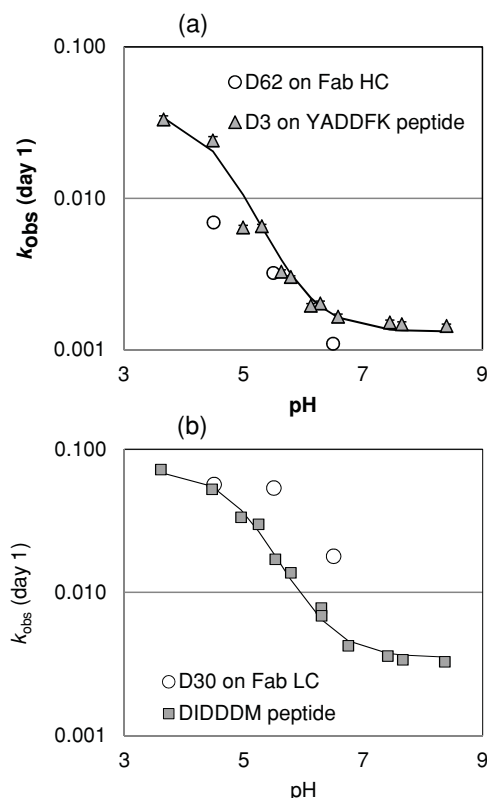 (a)
0.100
D62 on Fab HC
D3 on YADDFK peptide
0.010
kobs (day 1)
0.001
3 5 7 9
pH
(b)
0.100
0.010
kobs (day 1)
D30 on Fab LC
DIDDDM peptide
0.001
3 5 7 9
pH